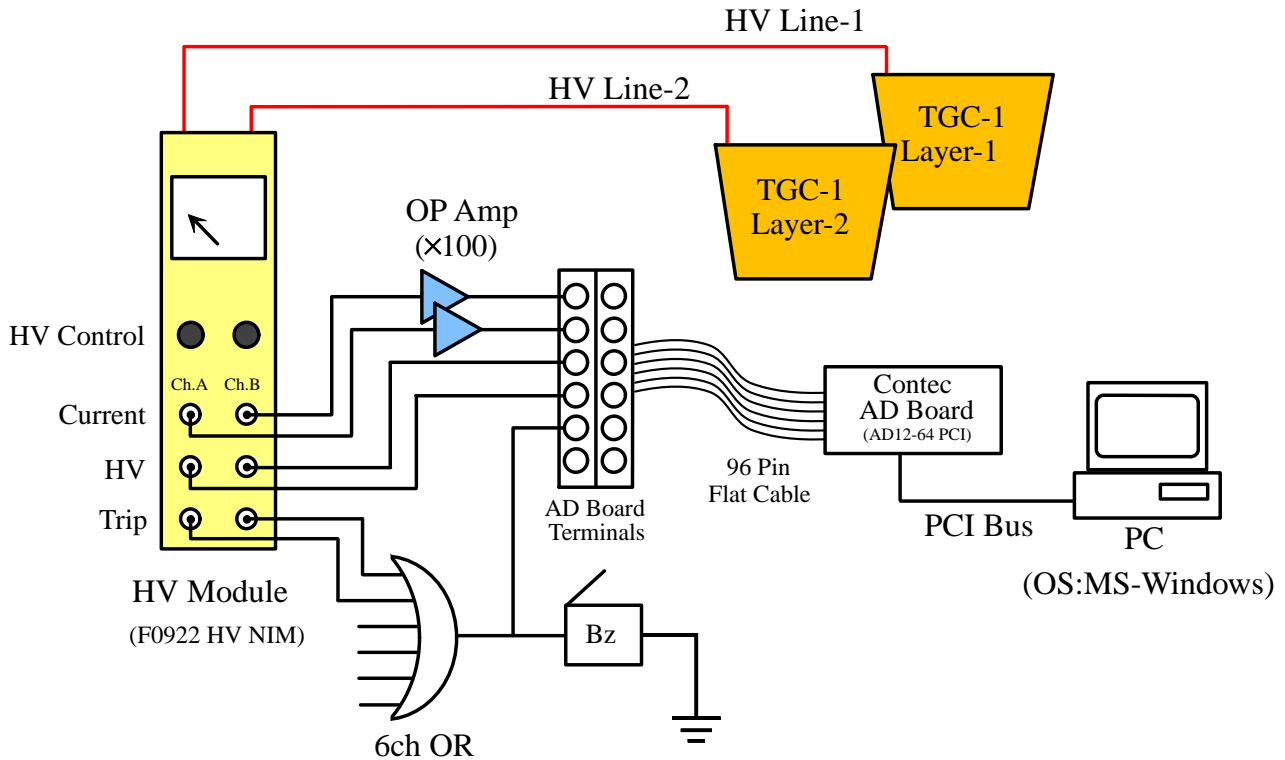 HV Line-1
HV Line-2
TGC-1
Layer-1
TGC-1
Layer-2
OP Amp
(×100)
HV Control
Ch.A
Ch.B
Current
HV
Trip
Contec
AD Board
(AD12-64 PCI)
96 Pin
Flat Cable
AD Board
Terminals
PCI Bus
PC
(OS:MS-Windows)
HV Module
(F0922 HV NIM)
Bz
6ch OR